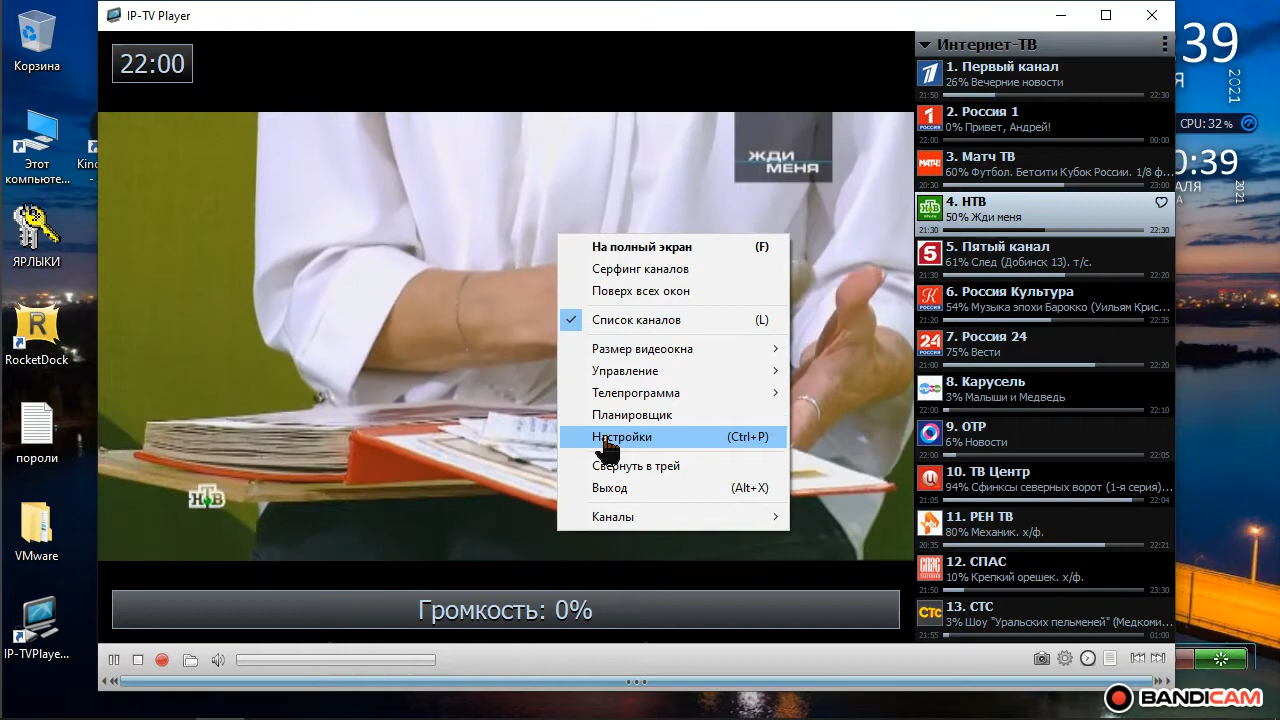 Корзина
Этот
компьюте...
Kinc
-
ЯРЛЫКИ
RocketDock
пороли
VMware
IP-TVPlaye...
IP-TV Player
22:00
ЖДИ
МЕНЯ
НТВ
На полный экран (F)
Серфинг каналов
Поверх всех окон
Список каналов (L)
Размер видеоокна
Управление
Телепрограмма
Планировщик
Настройки (Ctrl+P)
Свернуть в трей
Выход (Alt+X)
Каналы
Громкость: 0%
Интернет-ТВ
1. Первый канал
26% Вечерние новости
21:50 22:30
2. Россия 1
0% Привет, Андрей!
22:00 00:00
3. Матч ТВ
60% Футбол. Бетсити Кубок России. 1/8 ф...
20:30 23:00
4. НТВ
50% Жди меня
21:30 22:30
5. Пятый канал
61% След (Добинск 13). т/с.
21:30 22:20
6. Россия Культура
54% Музыка эпохи Барокко (Уильям Крис...
22:35
7. Россия 24
75% Вести
21:00 22:20
8. Карусель
3% Малыши и Медведь
22:00 22:10
9. ОТР
6% Новости
22:00 22:05
10. ТВ Центр
94% Сфинксы северных ворот (1-я серия)...
21:05 22:04
11. РЕН ТВ
80% Механик. х/ф.
20:35 22:21
12. СПАС
10% Крепкий орешек. х/ф.
21:50 23:30
13. СТС
3% Шоу "Уральских пельменей" (Медкоми...
21:55 01:00
39
Я
2021
CPU: 32 %
0:39
АЛЯ
2021
А
BANDICAM